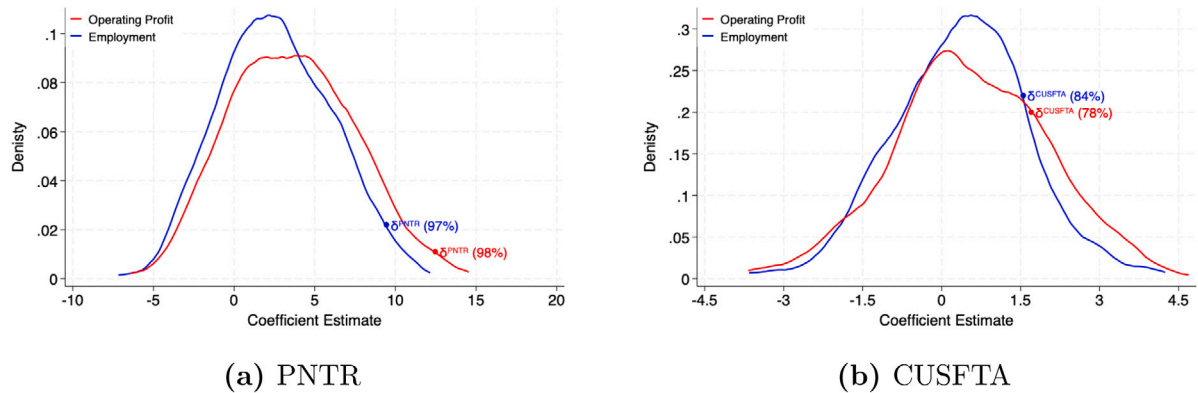 Operating Profit
Employment
.1
.08
.06
.04
.02
0
Denisty
δPNTR (97%)
δPNTR (98%)
-10 -5 0 5 10 15 20
Coefficient Estimate
(a) PNTR
Operating Profit
Employment
.3
.25
.2
.15
.1
.05
0
Denisty
δCUSFTA (84%)
δCUSFTA (78%)
-4.5 -3 -1.5 0 1.5 3 4.5
Coefficient Estimate
(b) CUSFTA